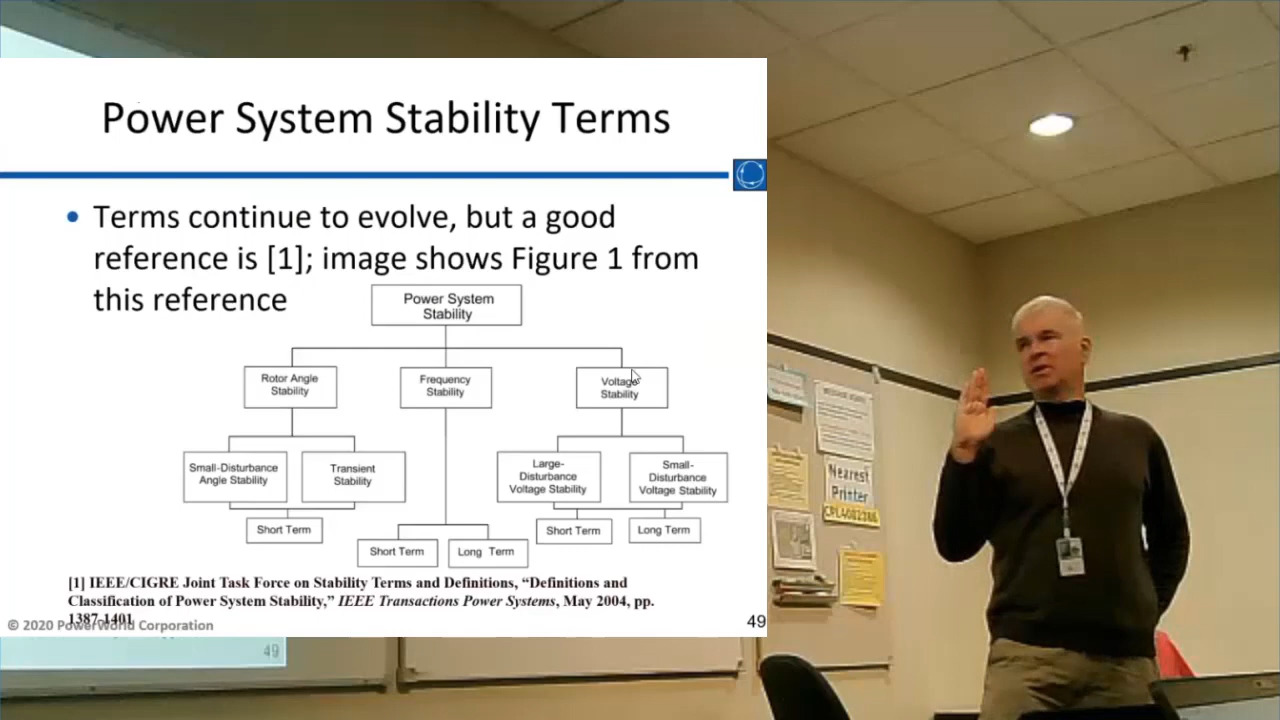 Power System Stability Terms
• Terms continue to evolve, but a good
reference is [1]; image shows Figure 1 from
this reference
Power System
Stability
Rotor Angle
Stability
Frequency
Stability
Voltage
Stability
Small-Disturbance
Angle Stability
Transient
Stability
Large-
Disturbance
Voltage Stability
Small-
Disturbance
Voltage Stability
Short Term
Short Term
Long Term
Short Term
Long Term
[1] IEEE/CIGRE Joint Task Force on Stability Terms and Definitions, “Definitions and
Classification of Power System Stability,” IEEE Transactions Power Systems, May 2004, pp.
1387-1401
© 2020 PowerWorld Corporation
49
49
Nearest
Printer